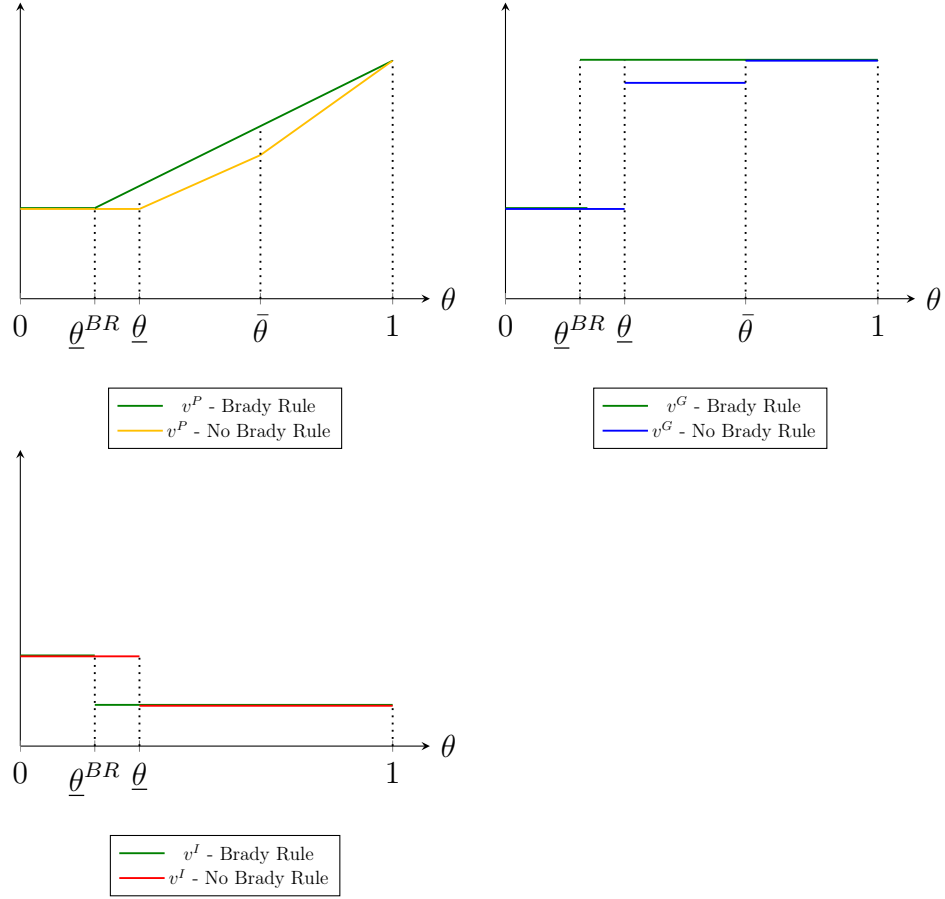 θ
0
θ̲^{BR}
θ̲
θ̄
1
v^P - Brady Rule
v^P - No Brady Rule
θ
0
θ̲^{BR}
θ̲
θ̄
1
v^G - Brady Rule
v^G - No Brady Rule
θ
0
θ̲^{BR}
θ̲
1
v^I - Brady Rule
v^I - No Brady Rule